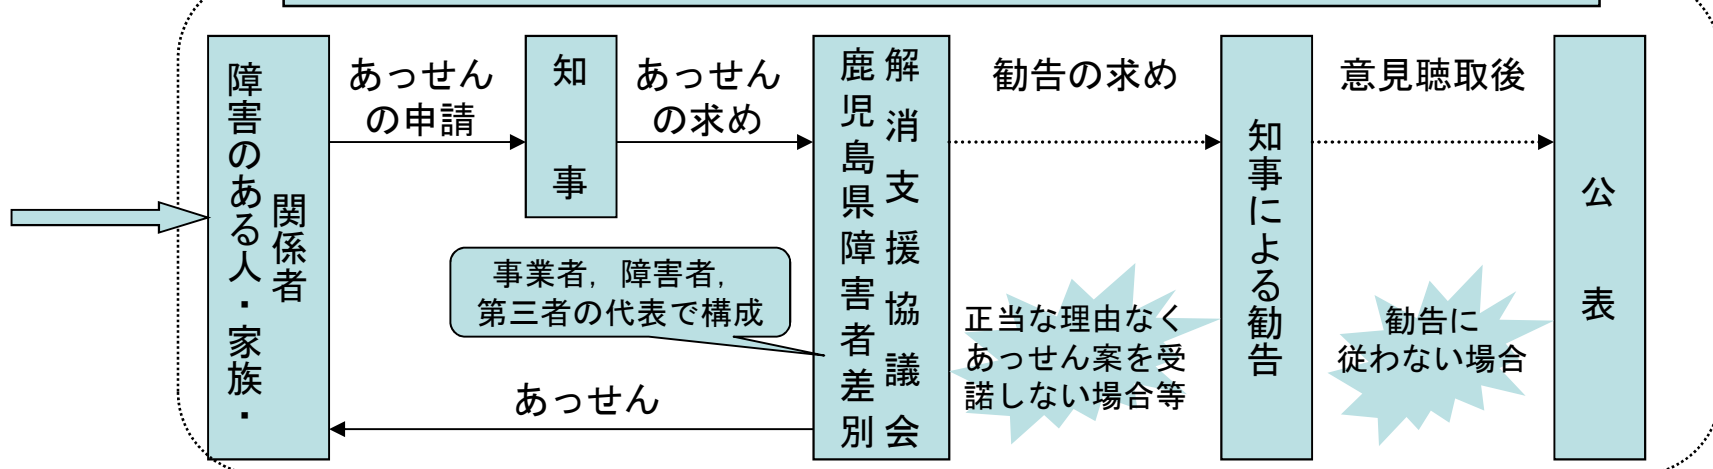 障害のある人・家族・
関係者
あっせん
の申請
知事
あっせん
の求め
鹿児島県障害者差別
解消支援協議会
勧告の求め
知事による勧告
意見聴取後
公表
事業者，障害者，
第三者の代表で構成
あっせん
正当な理由なく
あっせん案を受
諾しない場合等
勧告に
従わない場合